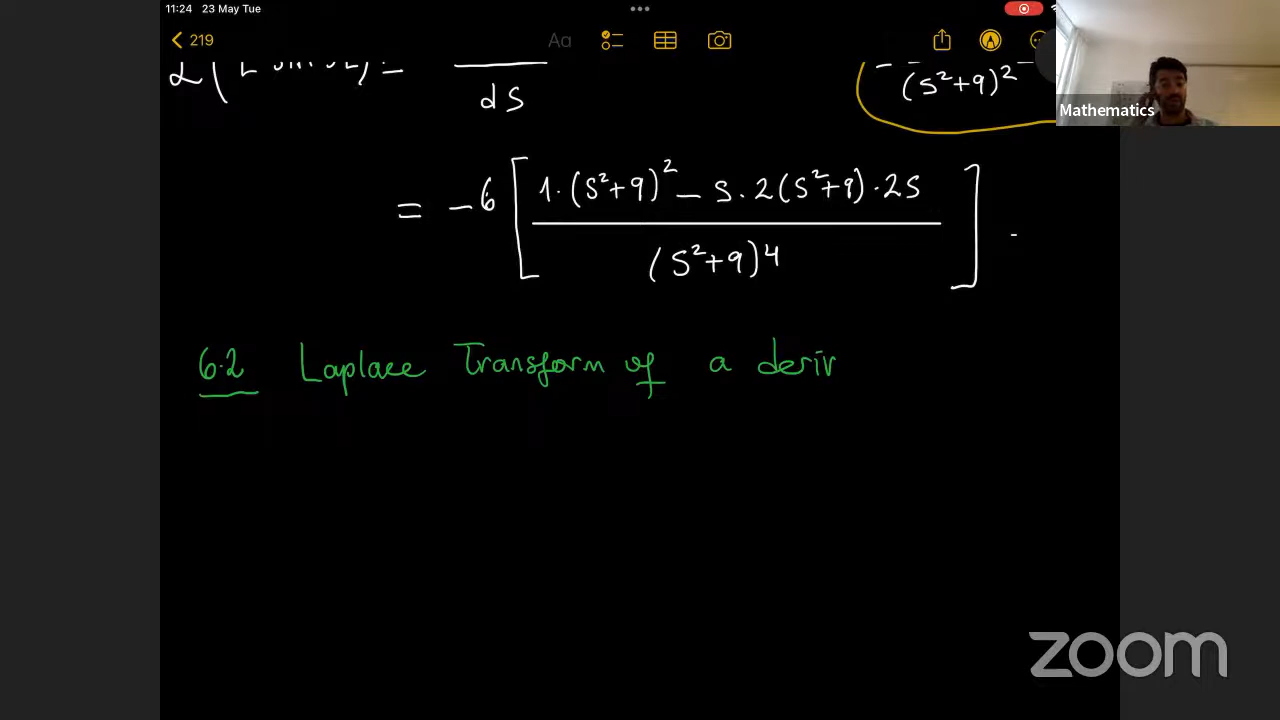 11:24 23 May Tue
219
Aa
dS
(S²+9)²
Mathematics
= -6 [ 1·(S²+9)² - S·2(S²+9)·2S
(S²+9)4 ] .
6.2 Laplace Transform of a deriv
zoom